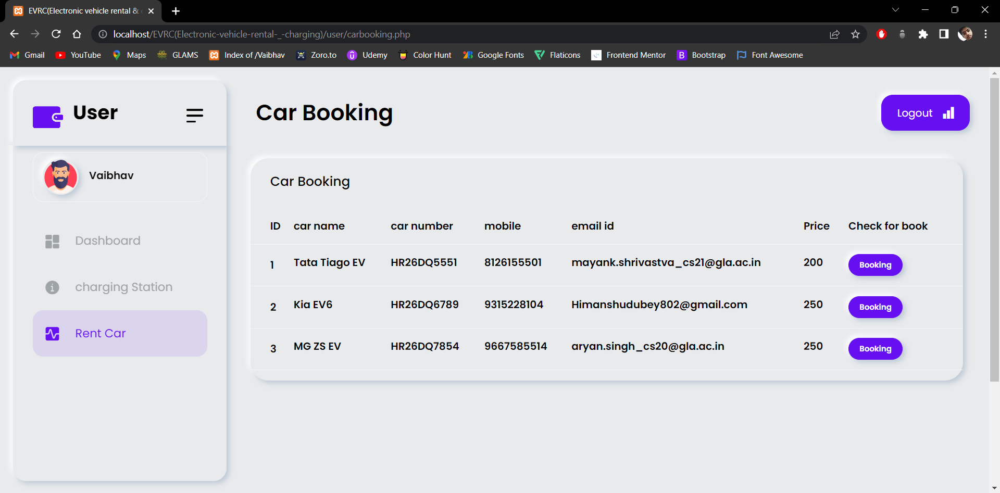 EVRC(Electronic vehicle rental &
localhost/EVRC(Electronic-vehicle-rental-_-charging)/user/carbooking.php
Gmail YouTube Maps GLAMS Index of /Vaibhav Zoro.to Udemy Color Hunt Google Fonts Flaticons Frontend Mentor Bootstrap Font Awesome
User
Vaibhav
Dashboard
charging Station
Rent Car
Car Booking
Logout
Car Booking
ID car name car number mobile email id Price Check for book
1 Tata Tiago EV HR26DQ5551 8126155501 mayank.shrivastva_cs21@gla.ac.in 200 Booking
2 Kia EV6 HR26DQ6789 9315228104 Himanshudubey802@gmail.com 250 Booking
3 MG ZS EV HR26DQ7854 9667585514 aryan.singh_cs20@gla.ac.in 250 Booking